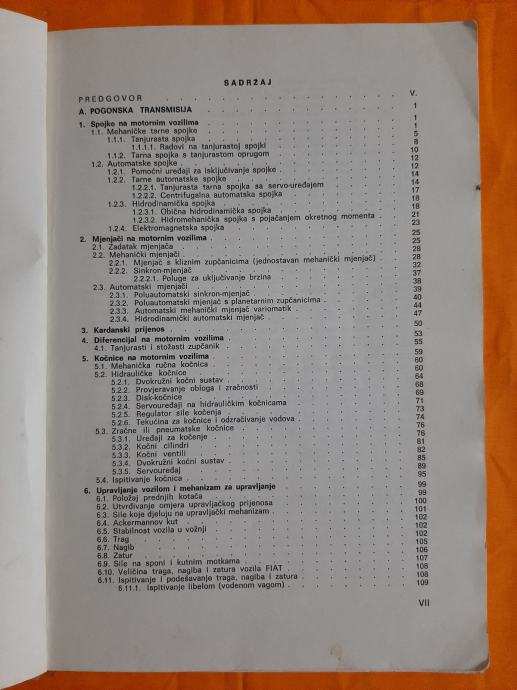 SADRŽAJ
PREDGOVOR . . . V.
A. POGONSKA TRANSMISIJA . . . 1
1. Spojke na motornim vozilima . . . 1
1.1. Mehaničke tarne spojke . . . 1
1.1.1. Tanjurasta spojka . . . 5
1.1.1.1. Radovi na tanjurastoj spojki . . . 8
1.1.2. Tarna spojka s tanjurastom oprugom . . . 10
1.2. Automatske spojke . . . 12
1.2.1. Pomoćni uređaji za isključivanje spojke . . . 12
1.2.2. Tarne automatske spojke . . . 14
1.2.2.1. Tanjurasta tarna spojka sa servo-uređajem . . . 14
1.2.2.2. Centrifugalna automatska spojka . . . 17
1.2.3. Hidrodinamička spojka . . . 18
1.2.3.1. Obična hidrodinamička spojka . . . 18
1.2.3.2. Hidromehanička spojka s pojačanjem okretnog momenta . . . 21
1.2.4. Elektromagnetska spojka . . . 23
2. Mjenjači na motornim vozilima . . . 25
2.1. Zadatak mjenjača . . . 25
2.2. Mehanički mjenjači . . . 28
2.2.1. Mjenjač s kliznim zupčanicima (jednostavan mehanički mjenjač) . . . 28
2.2.2. Sinkron-mjenjač . . . 32
2.2.2.1. Poluge za uključivanje brzina . . . 37
2.3. Automatski mjenjači . . . 38
2.3.1. Poluautomatski sinkron-mjenjač . . . 39
2.3.2. Poluautomatski mjenjač s planetarnim zupčanicima . . . 40
2.3.3. Automatski mehanički mjenjač variomatik . . . 44
2.3.4. Hidrodinamički automatski mjenjač . . . 47
3. Kardanski prijenos . . . 50
4. Diferencijal na motornim vozilima . . . 53
4.1. Tanjurasti i stožasti zupčanik . . . 55
5. Kočnice na motornim vozilima . . . 59
5.1. Mehanička ručna kočnica . . . 60
5.2. Hidrauličke kočnice . . . 60
5.2.1. Dvokružni kočni sustav . . . 64
5.2.2. Provjeravanje obloga i zračnosti . . . 68
5.2.3. Disk-kočnice . . . 69
5.2.4. Servouređaji na hidrauličkim kočnicama . . . 71
5.2.5. Regulator sile kočenja . . . 73
5.2.6. Tekućina za kočnice i odzračivanje vodova . . . 74
5.3. Zračne ili pneumatske kočnice . . . 76
5.3.1. Uređaji za kočenje . . . 76
5.3.2. Kočni cilindri . . . 81
5.3.3. Kočni ventili . . . 82
5.3.4. Dvokružni kočni sustav . . . 85
5.3.5. Servouređaj . . . 89
5.4. Ispitivanje kočnica . . . 95
6. Upravljanje vozilom i mehanizam za upravljanje . . . 99
6.1. Položaj prednjih kotača . . . 99
6.2. Utvrđivanje omjera upravljačkog prijenosa . . . 100
6.3. Sile koje djeluju na upravljački mehanizam . . . 101
6.4. Ackermannov kut . . . 102
6.5. Stabilnost vozila u vožnji . . . 102
6.6. Trag . . . 102
6.7. Nagib . . . 105
6.8. Zatur . . . 106
6.9. Sile na sponi i kutnim motkama . . . 107
6.10. Veličina traga, nagiba i zatura vozila FIAT . . . 108
6.11. Ispitivanje i podešavanje traga, nagiba i zatura . . . 108
6.11.1. Ispitivanje libelom (vodenom vagom) . . . 109
VII